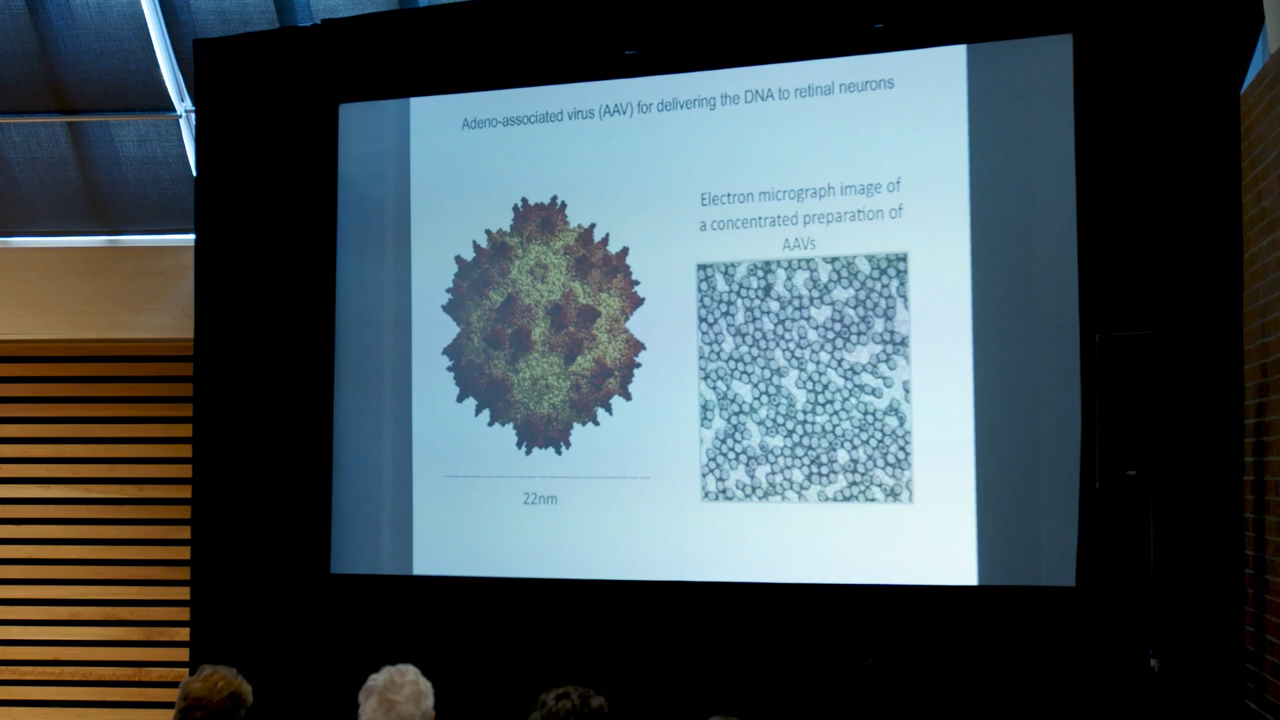 Adeno-associated virus (AAV) for delivering the DNA to retinal neurons
Electron micrograph image of
a concentrated preparation of
AAVs
22nm